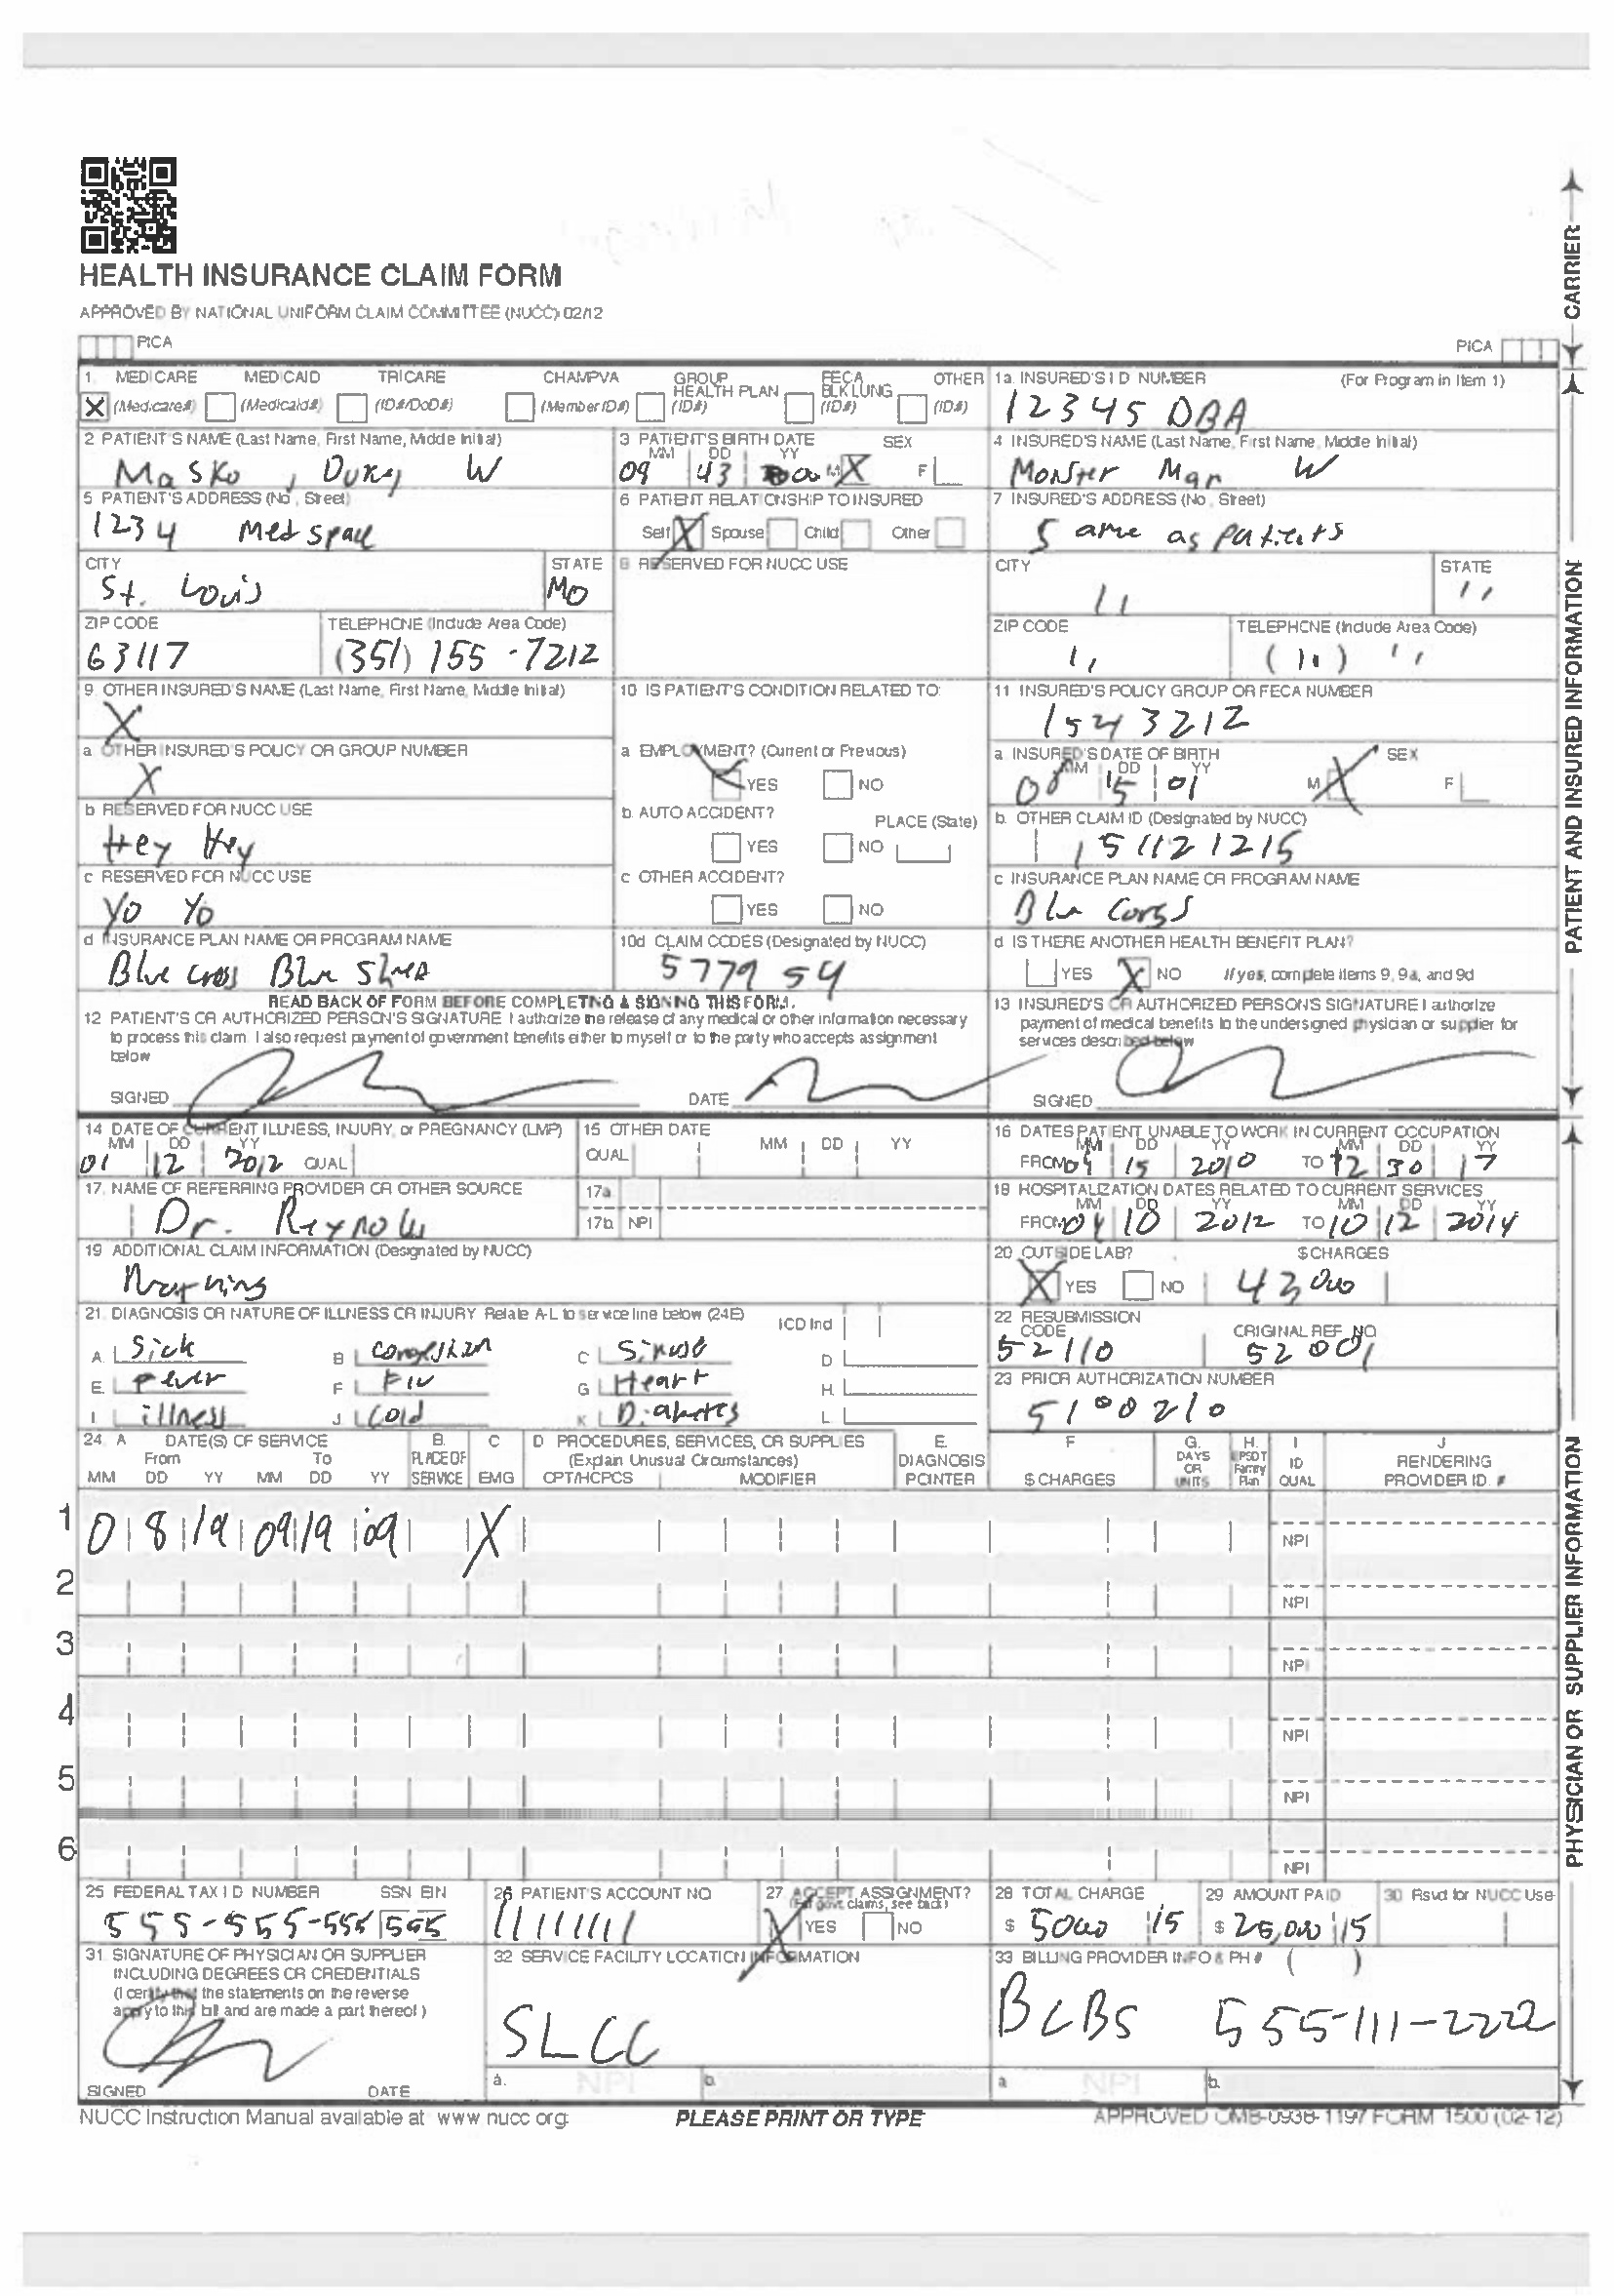 HEALTH INSURANCE CLAIM FORM
APPROVED BY NATIONAL UNIFORM CLAIM COMMITTEE (NUCC) 02/12
PICA
PICA
CARRIER
1. MEDICARE MEDICAID TRICARE CHAMPVA GROUP HEALTH PLAN FECA BLK LUNG OTHER
X (Medicare#) (Medicaid#) (ID#/DoD#) (Member ID#) (ID#) (ID#) (ID#)
1a. INSURED'S I D NUMBER (For Program in Item 1)
12345 DBA
2 PATIENT'S NAME (Last Name, First Name, Middle Initial)
Masko , Duky W
3 PATIENT'S BIRTH DATE SEX
MM DD YY
09 43 M X F
4 INSURED'S NAME (Last Name, First Name, Middle Initial)
Monster Man W
5 PATIENT'S ADDRESS (No , Street)
1234 Medspace
6 PATIENT RELATIONSHIP TO INSURED
Self X Spouse Child Other
7 INSURED'S ADDRESS (No , Street)
Same as patients
CITY
St. Louis
STATE
MO
8 RESERVED FOR NUCC USE
CITY
11
STATE
11
ZIP CODE
63117
TELEPHONE (Include Area Code)
(351) 155-7212
ZIP CODE
11
TELEPHONE (Include Area Code)
(11) 11
9 OTHER INSURED'S NAME (Last Name, First Name, Middle Initial)
X
10 IS PATIENT'S CONDITION RELATED TO:
11 INSURED'S POLICY GROUP OR FECA NUMBER
1543212
a OTHER INSURED'S POLICY OR GROUP NUMBER
X
a EMPLOYMENT? (Current or Previous)
YES NO
a INSURED'S DATE OF BIRTH SEX
MM DD YY
08 15 01 M X F
b RESERVED FOR NUCC USE
Hey Hey
b. AUTO ACCIDENT? PLACE (State)
YES NO
b. OTHER CLAIM ID (Designated by NUCC)
151121215
c RESERVED FOR NUCC USE
Yo Yo
c OTHER ACCIDENT?
YES NO
c INSURANCE PLAN NAME OR PROGRAM NAME
d INSURANCE PLAN NAME OR PROGRAM NAME
Blue cross Blue
10d CLAIM CODES (Designated by NUCC)
577954
d IS THERE ANOTHER HEALTH BENEFIT PLAN?
YES X NO If yes, complete items 9, 9a, and 9d
READ BACK OF FORM BEFORE COMPLETING & SIGNING THIS FORM.
12 PATIENT'S OR AUTHORIZED PERSON'S SIGNATURE I authorize the release of any medical or other information necessary
to process this claim. I also request payment of government benefits either to myself or to the party who accepts assignment
below
SIGNED DATE
13 INSURED'S OR AUTHORIZED PERSON'S SIGNATURE I authorize
payment of medical benefits to the undersigned physician or supplier for
services described below
SIGNED
PATIENT AND INSURED INFORMATION
14 DATE OF CURRENT ILLNESS, INJURY, or PREGNANCY (LMP)
MM DD YY
01 12 2012 QUAL
15 OTHER DATE
QUAL MM DD YY
16 DATES PATIENT UNABLE TO WORK IN CURRENT OCCUPATION
MM DD YY MM DD YY
FROM 04 15 2010 TO 12 30 17
17. NAME OF REFERRING PROVIDER OR OTHER SOURCE
Dr. Reynolds
17a
17b NPI
18 HOSPITALIZATION DATES RELATED TO CURRENT SERVICES
MM DD YY MM DD YY
FROM 04 10 2012 TO 10 12 2014
19 ADDITIONAL CLAIM INFORMATION (Designated by NUCC)
20 OUTSIDE LAB? $ CHARGES
X YES NO 43,000
21. DIAGNOSIS OR NATURE OF ILLNESS OR INJURY Relate A-L to service line below (24E) ICD Ind
A. Sick B congestion C Sinus D
E. Fever F Flu G Heart H.
I. illness J Cold K Diabetes L
22 RESUBMISSION CODE ORIGINAL REF. NO.
52110 52001
23 PRIOR AUTHORIZATION NUMBER
5100210
24. A DATE(S) OF SERVICE B. C D PROCEDURES, SERVICES, OR SUPPLIES E. F G. H. I J
From To PLACE OF (Explain Unusual Circumstances) DIAGNOSIS DAYS OR UNITS EPSDT Family Plan ID RENDERING
MM DD YY MM DD YY SERVICE EMG CPT/HCPCS MODIFIER POINTER $ CHARGES QUAL PROVIDER ID. #
1 08 19 09 19 09 X NPI
2 NPI
3 NPI
4 NPI
5 NPI
6 NPI
25 FEDERAL TAX I D NUMBER SSN EIN
555-555-555 555
26 PATIENT'S ACCOUNT NO
11111111
27 ACCEPT ASSIGNMENT?
(For govt. claims, see back)
X YES NO
28 TOTAL CHARGE
$ 5000 15
29 AMOUNT PAID
$ 25,000 15
30 Rsvd for NUCC Use
31 SIGNATURE OF PHYSICIAN OR SUPPLIER
INCLUDING DEGREES OR CREDENTIALS
(I certify that the statements on the reverse
apply to this bill and are made a part thereof )
SIGNED DATE
32 SERVICE FACILITY LOCATION INFORMATION
SLCC
a. NPI b.
33 BILLING PROVIDER INFO & PH # ( )
BCBS 555-111-2222
a NPI b.
PHYSICIAN OR SUPPLIER INFORMATION
NUCC Instruction Manual available at www nucc org
PLEASE PRINT OR TYPE
APPROVED OMB-0938-1197 FORM 1500 (02-12)